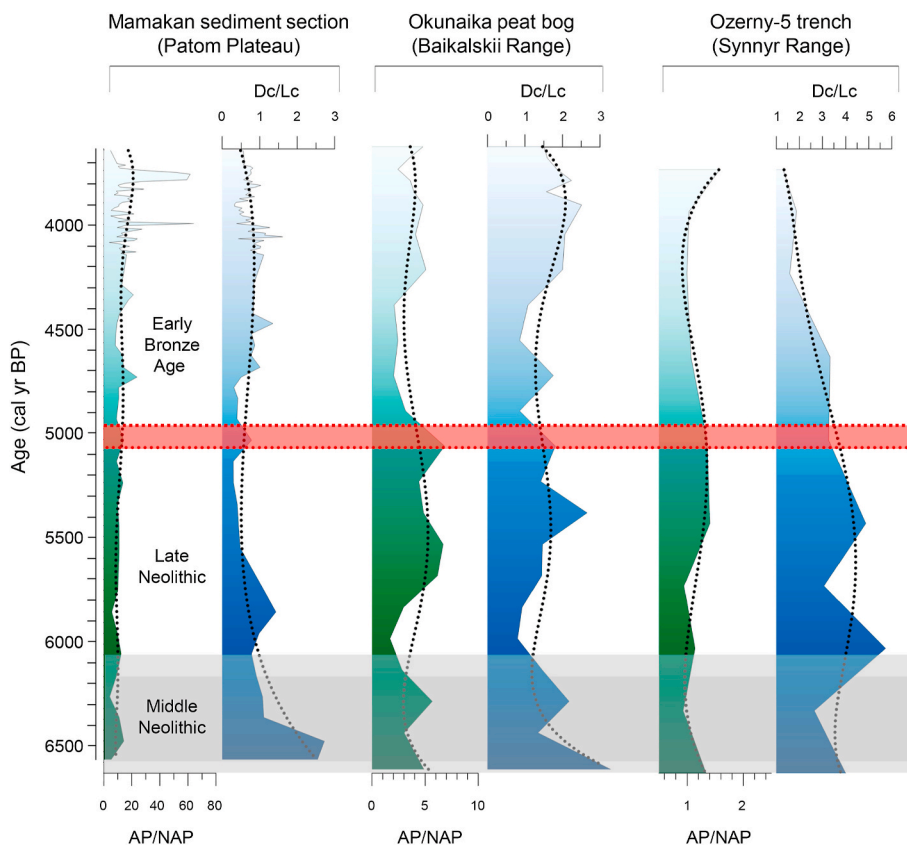 Mamakan sediment section
(Patom Plateau)
Okunaika peat bog
(Baikalskii Range)
Ozerny-5 trench
(Synnyr Range)
Dc/Lc
Dc/Lc
Dc/Lc
0 1 2 3
0 1 2 3
1 2 3 4 5 6
Age (cal yr BP)
4000
4500
5000
5500
6000
6500
Early
Bronze
Age
Late
Neolithic
Middle
Neolithic
0 20 40 60 80
0 5 10
1 2
AP/NAP
AP/NAP
AP/NAP